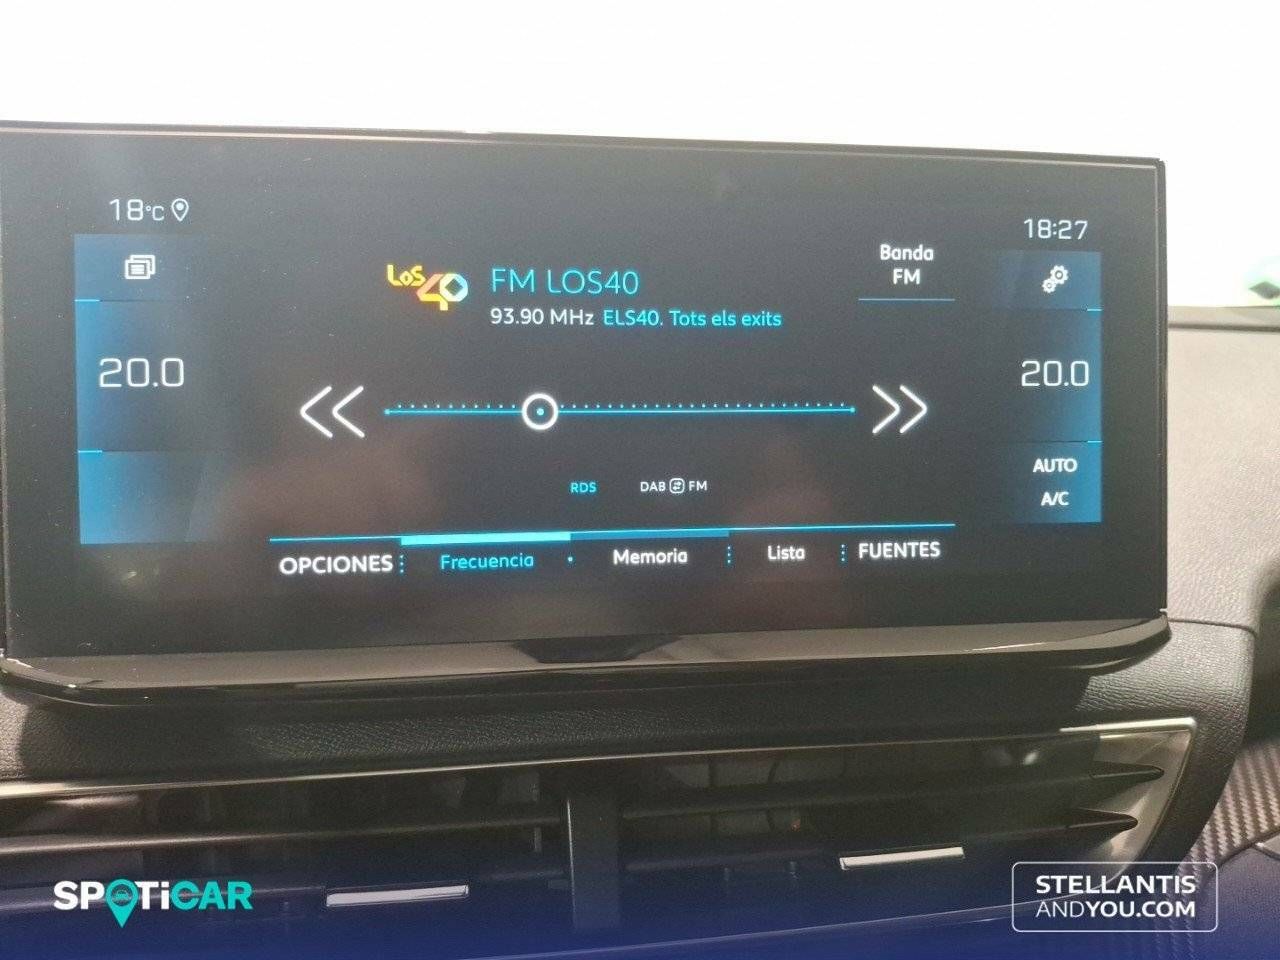 18°C
18:27
LOS40
FM LOS40
Banda
FM
93.90 MHz ELS40. Tots els exits
20.0
20.0
RDS
DAB FM
AUTO
A/C
OPCIONES
Frecuencia
Memoria
Lista
FUENTES
SPOTiCAR
STELLANTIS
ANDYOU.COM